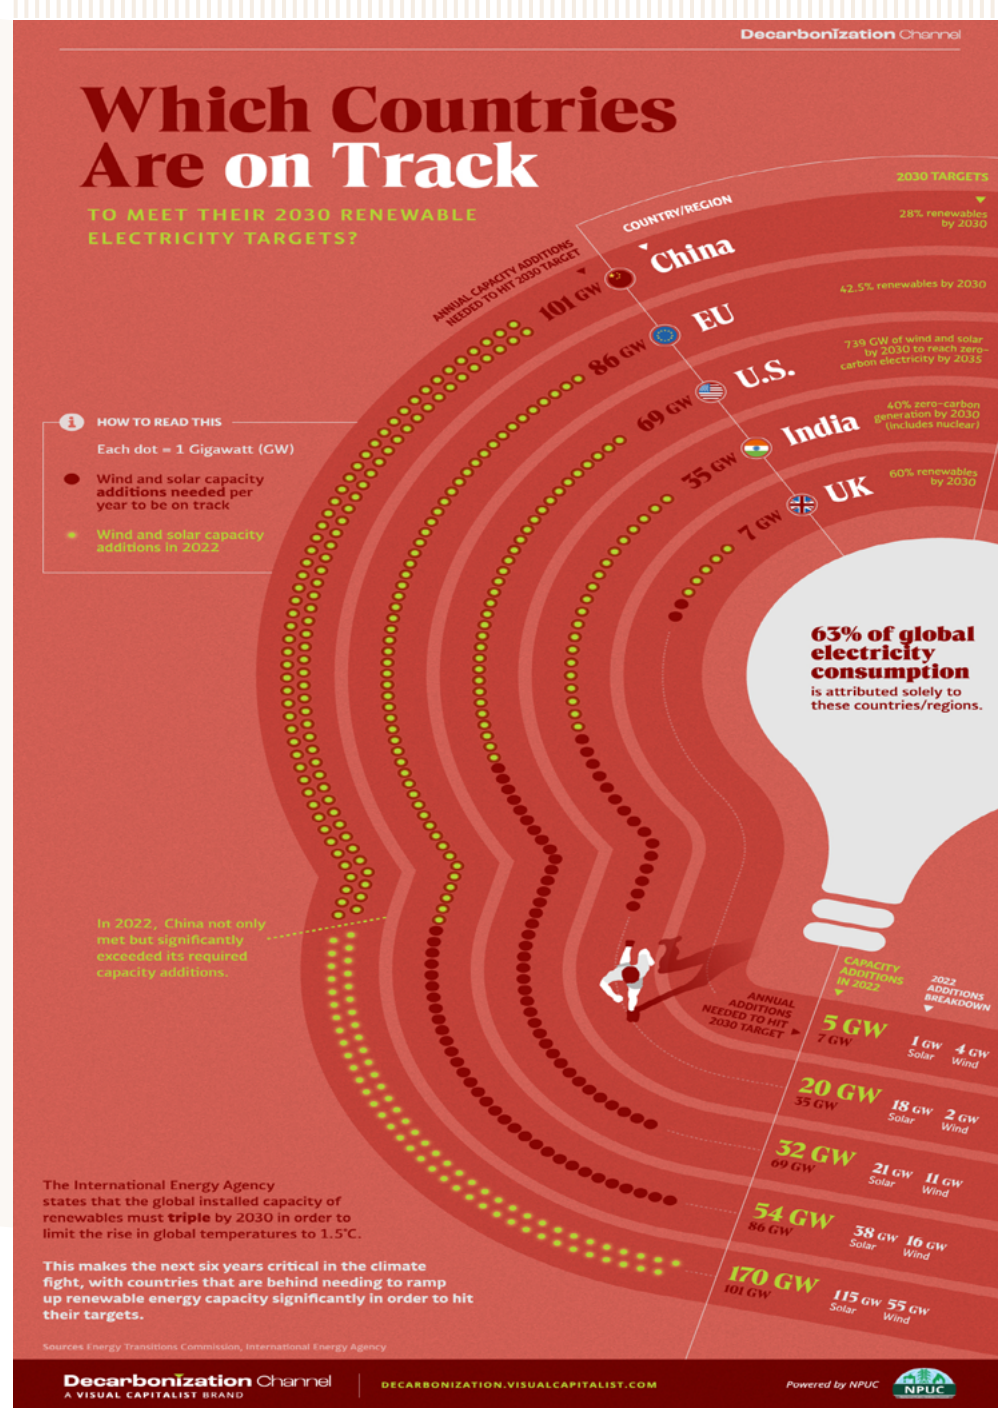 Decarbonization Channel
Which Countries
Are on Track
TO MEET THEIR 2030 RENEWABLE
ELECTRICITY TARGETS?
2030 TARGETS
COUNTRY/REGION
ANNUAL CAPACITY ADDITIONS
NEEDED TO HIT 2030 TARGET
101 GW
China
28% renewables
by 2030
86 GW
EU
42.5% renewables by 2030
69 GW
U.S.
739 GW of wind and solar
by 2030 to reach zero-
carbon electricity by 2035
35 GW
India
40% zero-carbon
generation by 2030
(includes nuclear)
7 GW
UK
60% renewables
by 2030
i
HOW TO READ THIS
Each dot = 1 Gigawatt (GW)
Wind and solar capacity
additions needed per
year to be on track
Wind and solar capacity
additions in 2022
63% of global
electricity
consumption
is attributed solely to
these countries/regions.
In 2022, China not only
met but significantly
exceeded its required
capacity additions.
CAPACITY
ADDITIONS
IN 2022
2022
ADDITIONS
BREAKDOWN
ANNUAL
ADDITIONS
NEEDED TO HIT
2030 TARGET
5 GW
7 GW
1 GW Solar
4 GW Wind
20 GW
35 GW
18 GW Solar
2 GW Wind
32 GW
69 GW
21 GW Solar
11 GW Wind
54 GW
86 GW
38 GW Solar
16 GW Wind
170 GW
101 GW
115 GW Solar
55 GW Wind
The International Energy Agency
states that the global installed capacity of
renewables must triple by 2030 in order to
limit the rise in global temperatures to 1.5°C.
This makes the next six years critical in the climate
fight, with countries that are behind needing to ramp
up renewable energy capacity significantly in order to hit
their targets.
Sources Energy Transitions Commission, International Energy Agency
Decarbonization Channel
A VISUAL CAPITALIST BRAND
DECARBONIZATION.VISUALCAPITALIST.COM
Powered by NPUC
NPUC